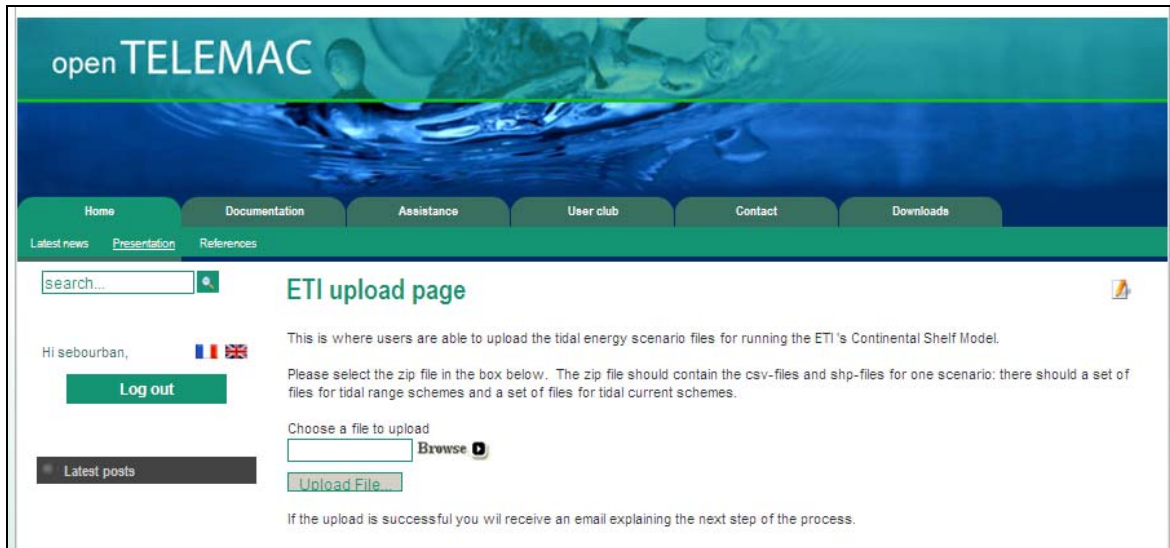 open TELEMAC
Home Documentation Assistance User club Contact Downloads
Latest news Presentation References
search...
Hi sebourban,
Log out
Latest posts
ETI upload page
This is where users are able to upload the tidal energy scenario files for running the ETI's Continental Shelf Model.
Please select the zip file in the box below. The zip file should contain the csv-files and shp-files for one scenario: there should a set of
files for tidal range schemes and a set of files for tidal current schemes.
Choose a file to upload
Browse
Upload File...
If the upload is successful you wil receive an email explaining the next step of the process.